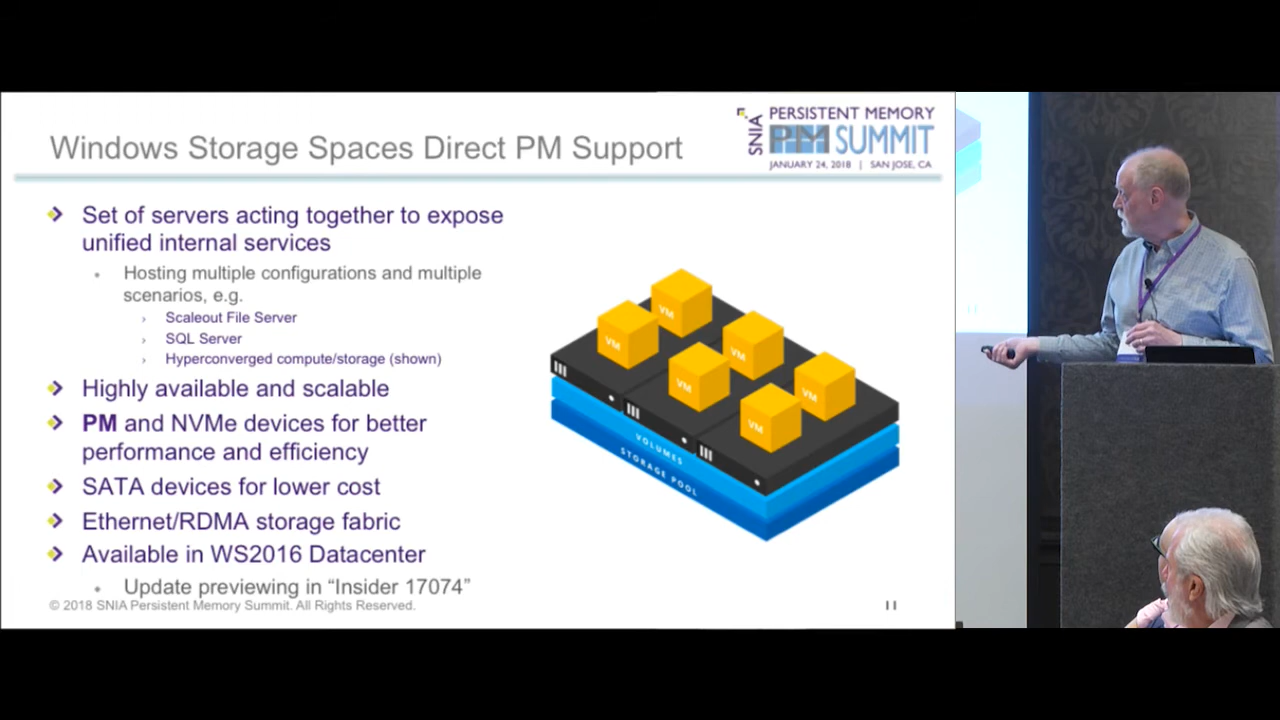 Windows Storage Spaces Direct PM Support
SNIA
PERSISTENT MEMORY
PM SUMMIT
JANUARY 24, 2018 | SAN JOSE, CA
Set of servers acting together to expose
unified internal services
Hosting multiple configurations and multiple
scenarios, e.g.
Scaleout File Server
SQL Server
Hyperconverged compute/storage (shown)
Highly available and scalable
PM and NVMe devices for better
performance and efficiency
SATA devices for lower cost
Ethernet/RDMA storage fabric
Available in WS2016 Datacenter
Update previewing in “Insider 17074”
VM
VM
VM
VM
VM
VM
VOLUMES
STORAGE POOL
© 2018 SNIA Persistent Memory Summit. All Rights Reserved.
11